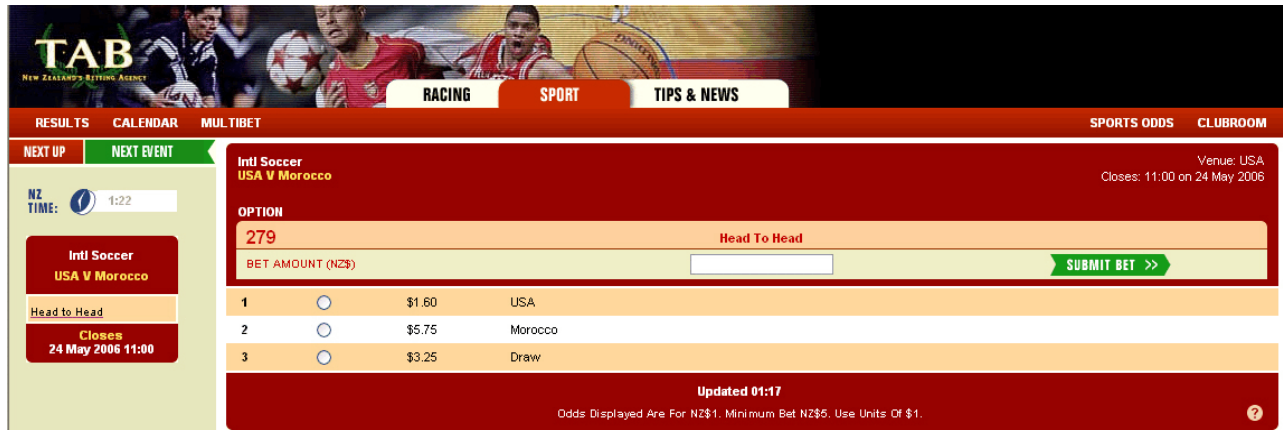 TAB
NEW ZEALAND'S BETTING AGENCY
RACING SPORT TIPS & NEWS
RESULTS CALENDAR MULTIBET SPORTS ODDS CLUBROOM
NEXT UP NEXT EVENT
NZ TIME: 1:22
Intl Soccer
USA V Morocco
Head to Head
Closes
24 May 2006 11:00
Intl Soccer Venue: USA
USA V Morocco Closes: 11:00 on 24 May 2006
OPTION
279 Head To Head
BET AMOUNT (NZ$) SUBMIT BET >>
1 $1.60 USA
2 $5.75 Morocco
3 $3.25 Draw
Updated 01:17
Odds Displayed Are For NZ$1. Minimum Bet NZ$5. Use Units Of $1.
?